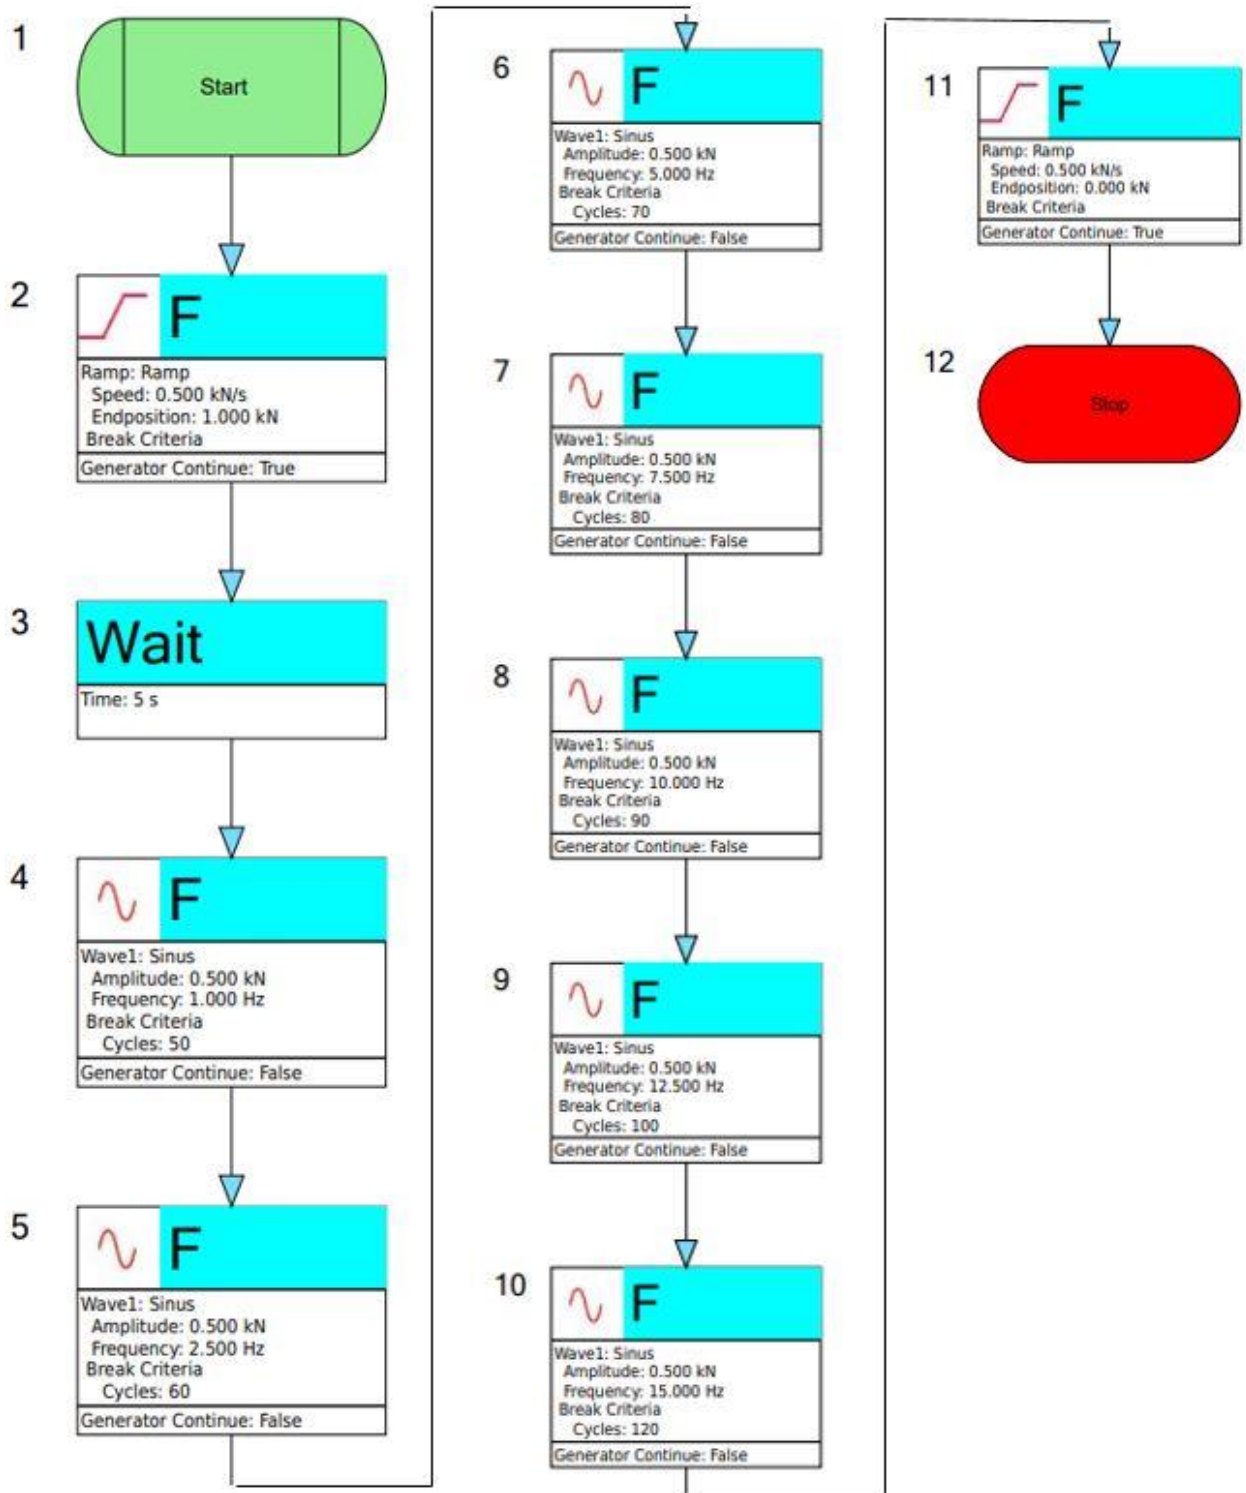 1
Start
2
F
Ramp: Ramp
Speed: 0.500 kN/s
Endposition: 1.000 kN
Break Criteria
Generator Continue: True
3
Wait
Time: 5 s
4
F
Wave1: Sinus
Amplitude: 0.500 kN
Frequency: 1.000 Hz
Break Criteria
Cycles: 50
Generator Continue: False
5
F
Wave1: Sinus
Amplitude: 0.500 kN
Frequency: 2.500 Hz
Break Criteria
Cycles: 60
Generator Continue: False
6
F
Wave1: Sinus
Amplitude: 0.500 kN
Frequency: 5.000 Hz
Break Criteria
Cycles: 70
Generator Continue: False
7
F
Wave1: Sinus
Amplitude: 0.500 kN
Frequency: 7.500 Hz
Break Criteria
Cycles: 80
Generator Continue: False
8
F
Wave1: Sinus
Amplitude: 0.500 kN
Frequency: 10.000 Hz
Break Criteria
Cycles: 90
Generator Continue: False
9
F
Wave1: Sinus
Amplitude: 0.500 kN
Frequency: 12.500 Hz
Break Criteria
Cycles: 100
Generator Continue: False
10
F
Wave1: Sinus
Amplitude: 0.500 kN
Frequency: 15.000 Hz
Break Criteria
Cycles: 120
Generator Continue: False
11
F
Ramp: Ramp
Speed: 0.500 kN/s
Endposition: 0.000 kN
Break Criteria
Generator Continue: True
12
Stop